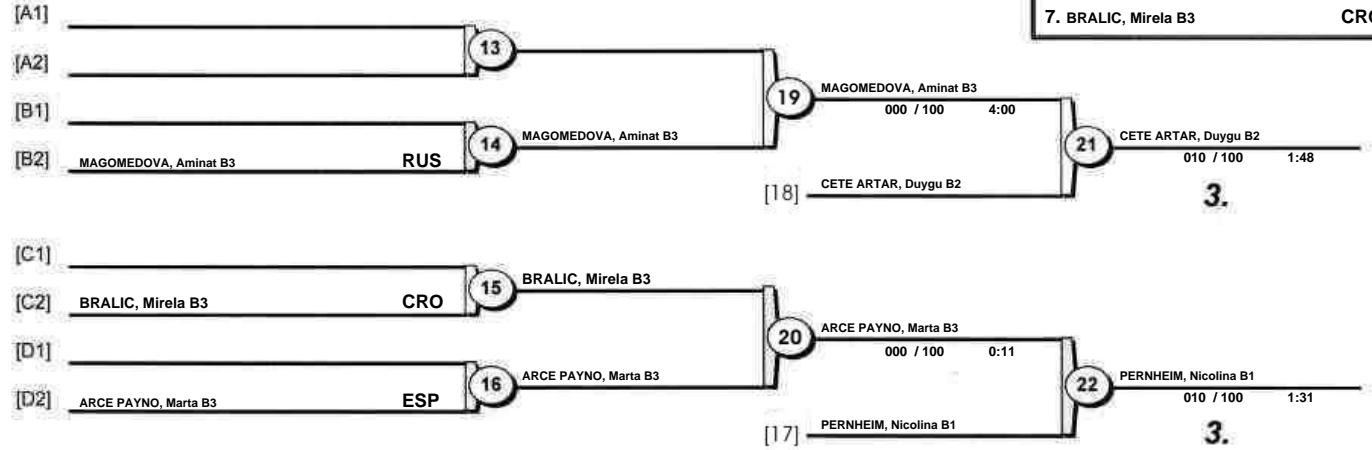 [A1]
7. BRALIC, Mirela B3 CRO
13
[A2]
MAGOMEDOVA, Aminat B3
19
000 / 100 4:00
[B1]
MAGOMEDOVA, Aminat B3
14
CETE ARTAR, Duygu B2
21
010 / 100 1:48
[B2] MAGOMEDOVA, Aminat B3 RUS
[18] CETE ARTAR, Duygu B2
3.
[C1]
BRALIC, Mirela B3
15
[C2] BRALIC, Mirela B3 CRO
ARCE PAYNO, Marta B3
20
000 / 100 0:11
[D1]
ARCE PAYNO, Marta B3
16
PERNHEIM, Nicolina B1
22
010 / 100 1:31
[D2] ARCE PAYNO, Marta B3 ESP
[17] PERNHEIM, Nicolina B1
3.